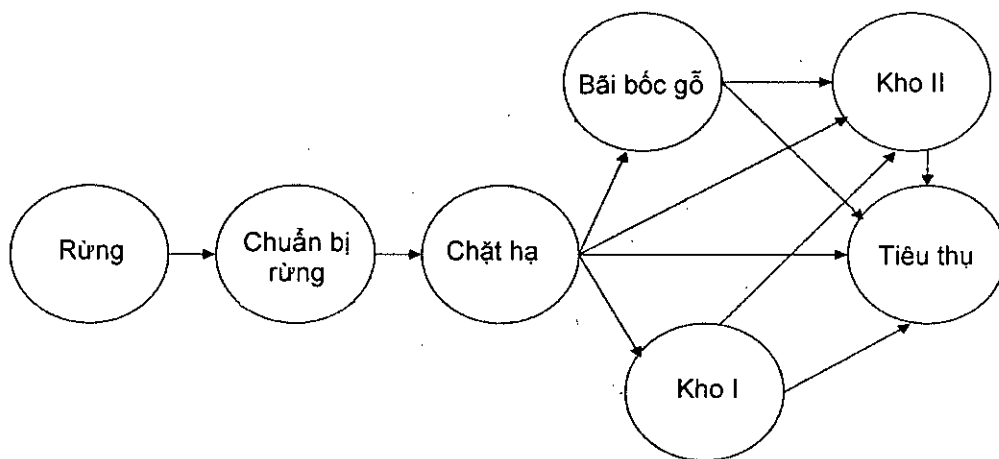 Bãi bốc gỗ
Kho II
Rừng
Chuẩn bị
rừng
Chặt hạ
Tiêu thụ
Kho I